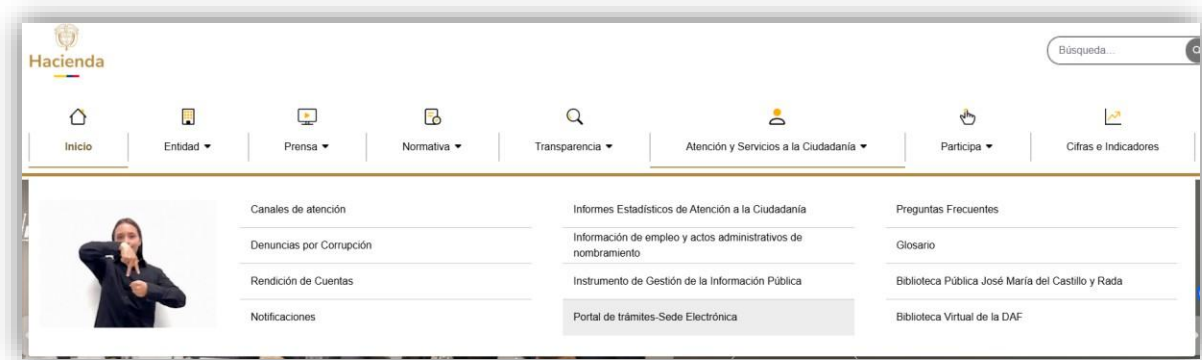 Hacienda
Búsqueda...
Inicio
Entidad
Prensa
Normativa
Transparencia
Atención y Servicios a la Ciudadanía
Participa
Cifras e Indicadores
Canales de atención
Denuncias por Corrupción
Rendición de Cuentas
Notificaciones
Informes Estadísticos de Atención a la Ciudadanía
Información de empleo y actos administrativos de
nombramiento
Instrumento de Gestión de la Información Pública
Portal de trámites-Sede Electrónica
Preguntas Frecuentes
Glosario
Biblioteca Pública José María del Castillo y Rada
Biblioteca Virtual de la DAF